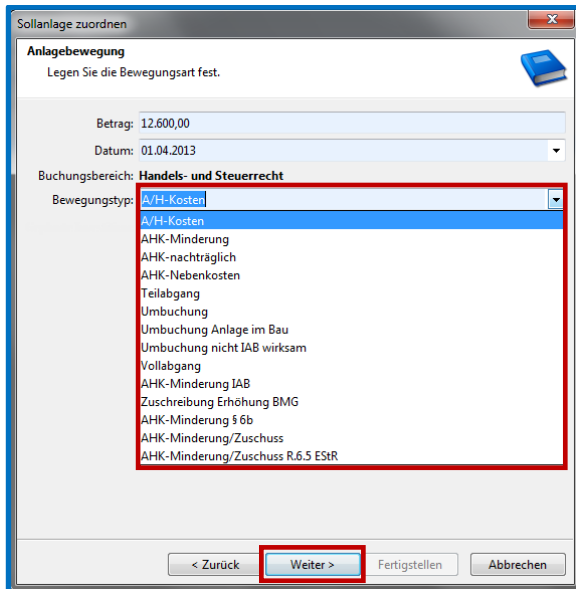 Sollanlage zuordnen
Anlagebewegung
Legen Sie die Bewegungsart fest.
Betrag: 12.600,00
Datum: 01.04.2013
Buchungsbereich: Handels- und Steuerrecht
Bewegungstyp: A/H-Kosten
A/H-Kosten
AHK-Minderung
AHK-nachträglich
AHK-Nebenkosten
Teilabgang
Umbuchung
Umbuchung Anlage im Bau
Umbuchung nicht IAB wirksam
Vollabgang
AHK-Minderung IAB
Zuschreibung Erhöhung BMG
AHK-Minderung § 6b
AHK-Minderung/Zuschuss
AHK-Minderung/Zuschuss R.6.5 EStR
< Zurück Weiter > Fertigstellen Abbrechen